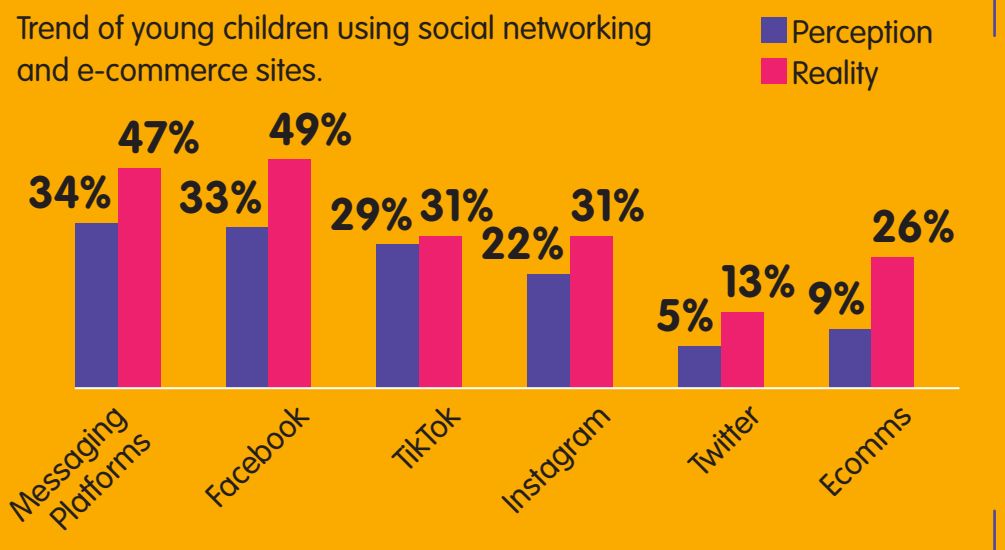 Trend of young children using social networking
and e-commerce sites.
Perception
Reality
34%
47%
33%
49%
29%
31%
22%
31%
5%
13%
9%
26%
Messaging
Platforms
Facebook
TikTok
Instagram
Twitter
Ecomms